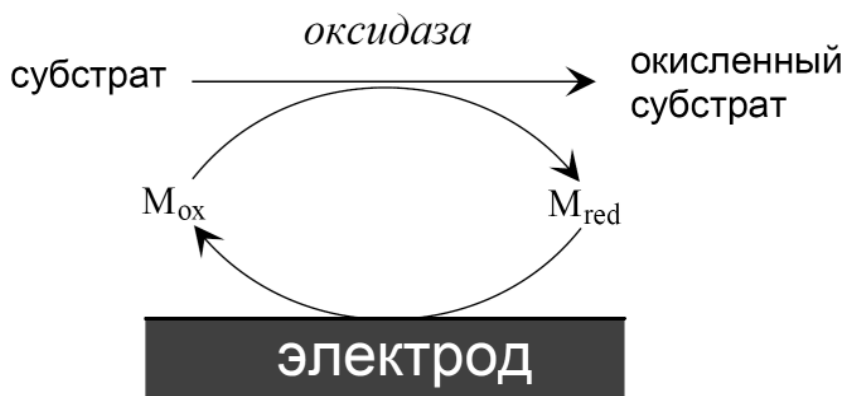 оксидаза
субстрат
окисленный
субстрат
Mox
Mred
электрод